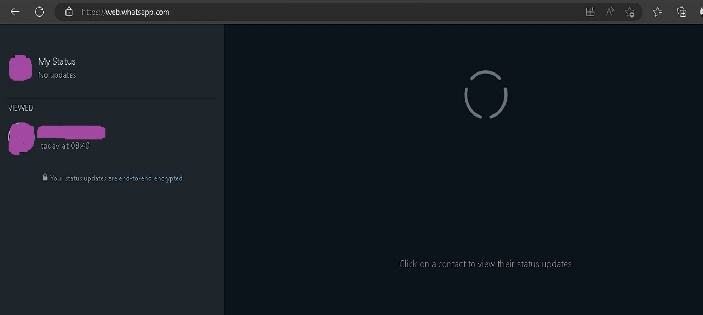 https://web.whatsapp.com
My Status
No updates
VIEWED
today at 08:40
Your status updates are end-to-end encrypted
Click on a contact to view their status updates